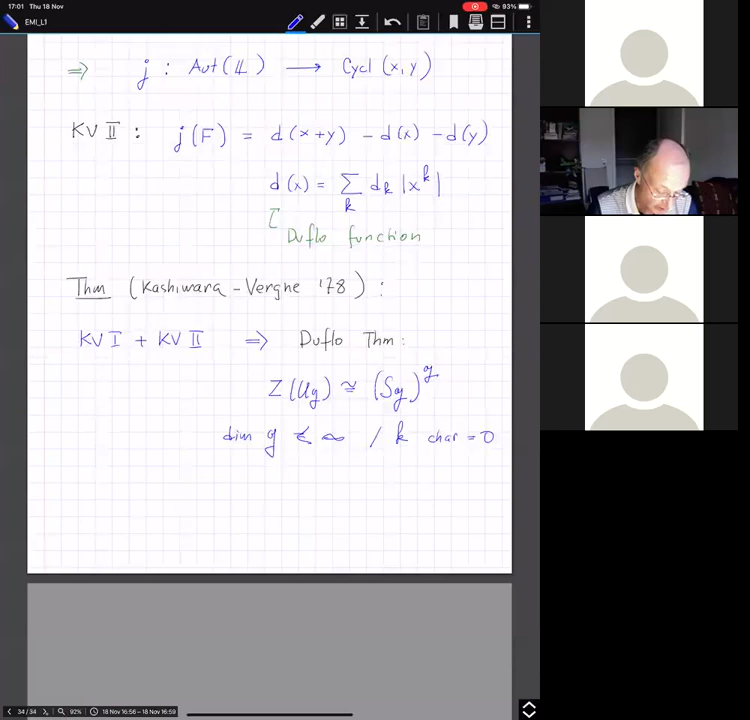 17:01 Thu 18 Nov
93%
EMI_L1
⇒ j : Aut(𝕃) → Cycl(x,y)
KV II : j(F) = d(x+y) - d(x) - d(y)
d(x) = ∑_k d_k |x^k|
Duflo function
Thm (Kashiwara - Vergne '78) :
KV I + KV II ⇒ Duflo Thm:
Z(Ug) ≅ (Sg)^g
dim g < ∞ / k char = 0
34/34
92%
18 Nov 16:56 – 18 Nov 16:59